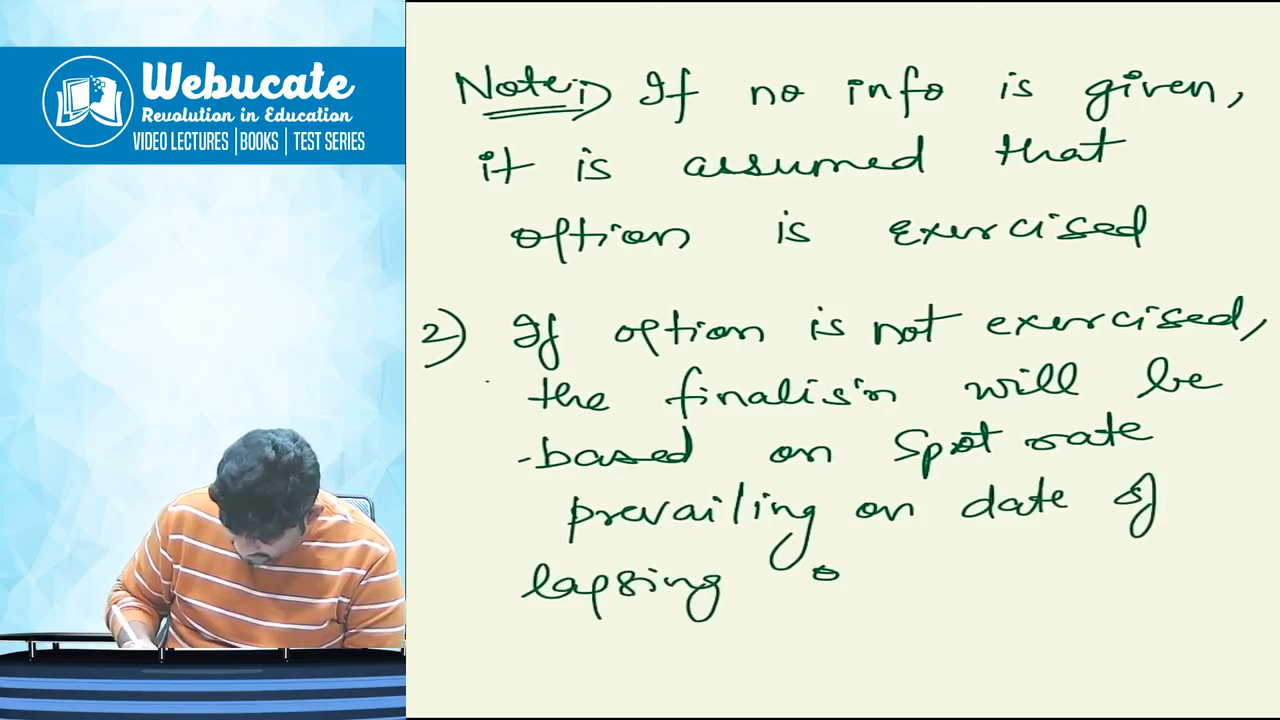 Webucate
Revolution in Education
VIDEO LECTURES | BOOKS | TEST SERIES
Note:1) If no info is given,
it is assumed that
option is exercised
2) If option is not exercised,
the finalis'n will be
based on spot rate
prevailing on date of
lapsing